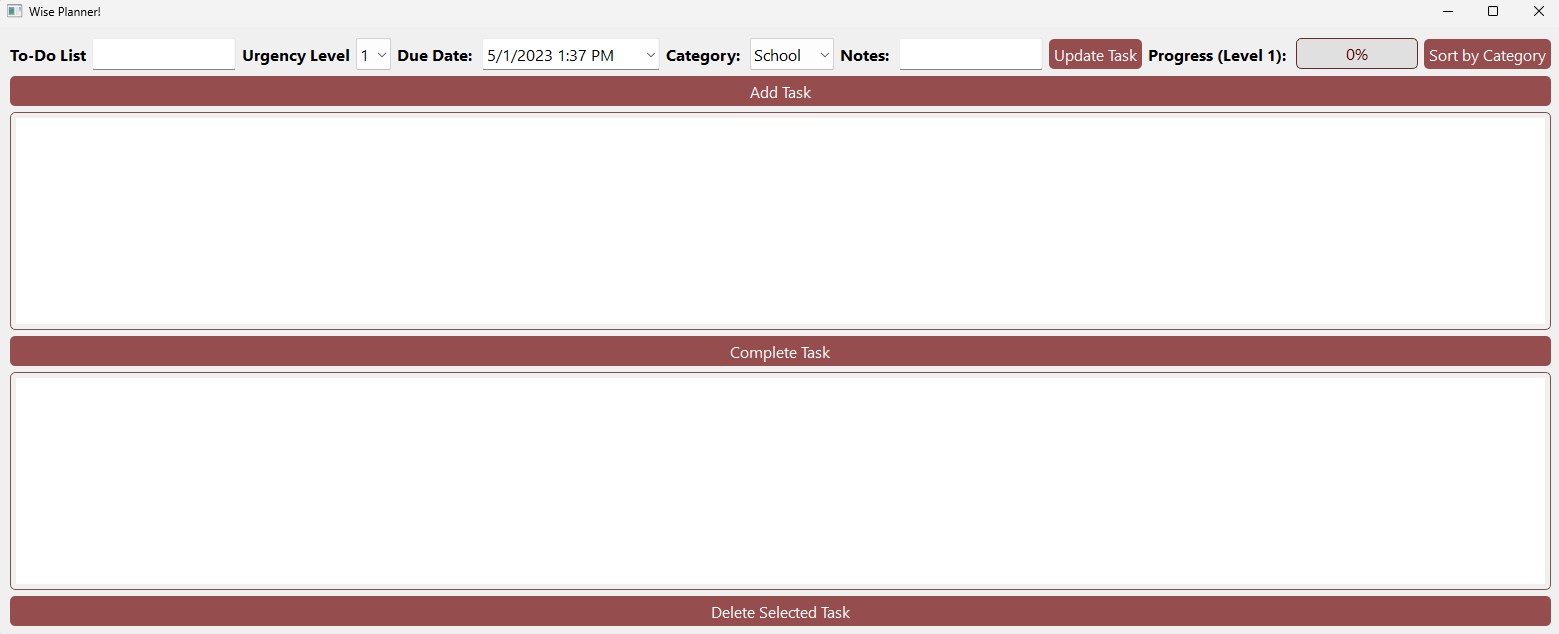 Wise Planner!
To-Do List Urgency Level 1 Due Date: 5/1/2023 1:37 PM Category: School Notes: Update Task Progress (Level 1): 0% Sort by Category
Add Task
Complete Task
Delete Selected Task